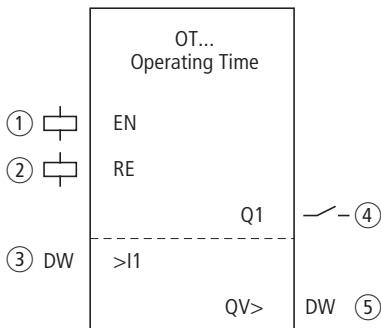 OT...
Operating Time
① EN
② RE
Q1 ④
③ DW >I1
QV> DW ⑤